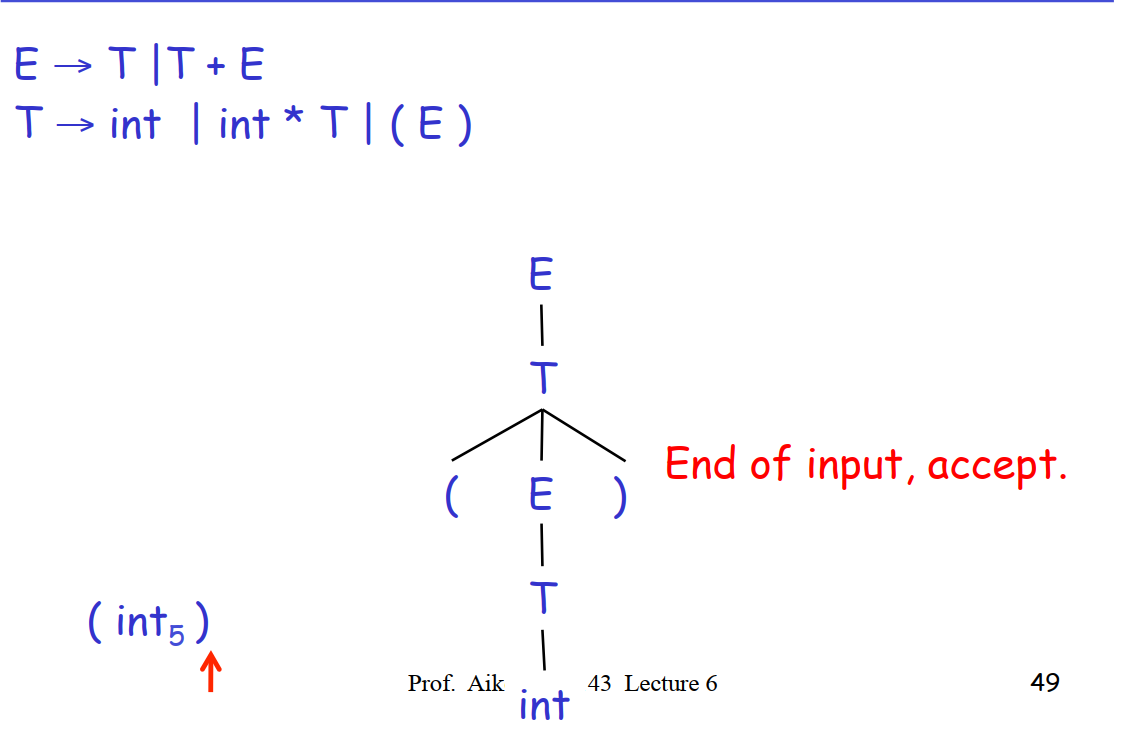 E → T | T + E
T → int | int * T | ( E )
E
T
( E )
End of input, accept.
T
( int₅ )
int
Prof. Aik 43 Lecture 6
49